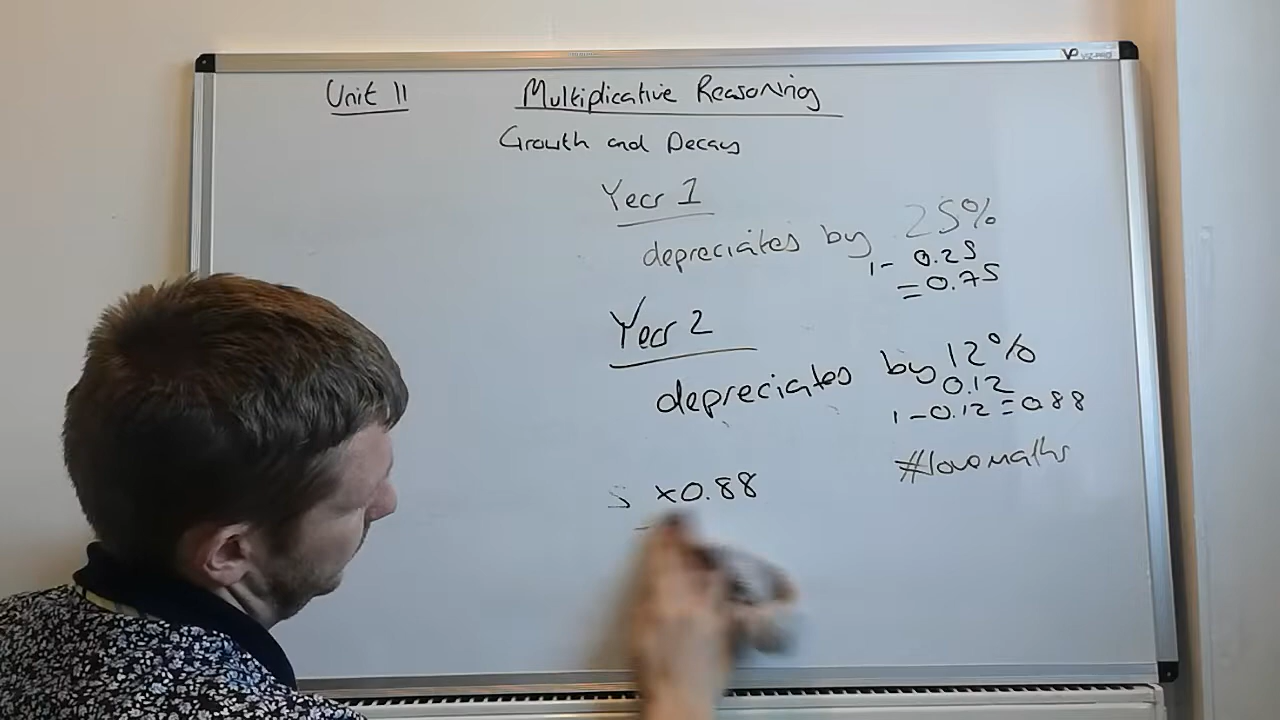 Unit 11 Multiplicative Reasoning
Growth and Decay
Year 1
depreciates by 25%
1 - 0.25
= 0.75
Year 2
depreciates by 12%
0.12
1 - 0.12 = 0.88
#lovemaths
5 × 0.88